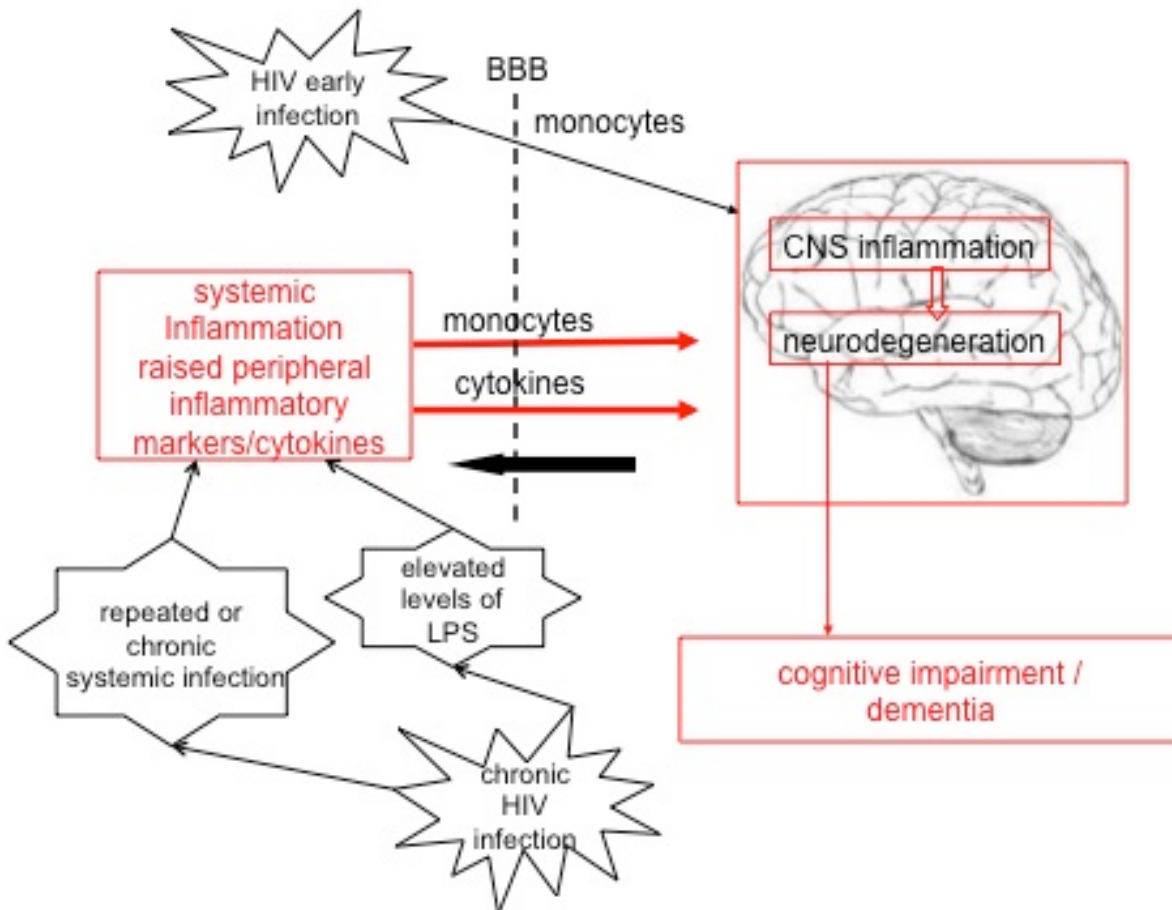 HIV early
infection
BBB
monocytes
CNS inflammation
neurodegeneration
systemic
Inflammation
raised peripheral
inflammatory
markers/cytokines
monocytes
cytokines
elevated
levels of
LPS
repeated or
chronic
systemic infection
cognitive impairment /
dementia
chronic
HIV
infection